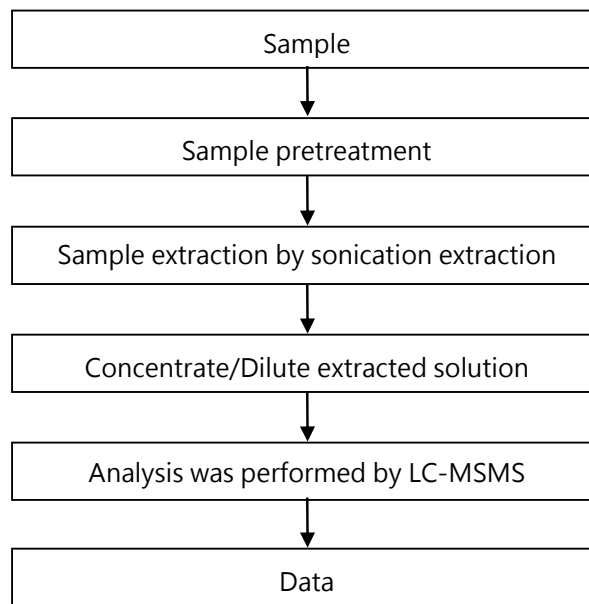 Sample
Sample pretreatment
Sample extraction by sonication extraction
Concentrate/Dilute extracted solution
Analysis was performed by LC-MSMS
Data